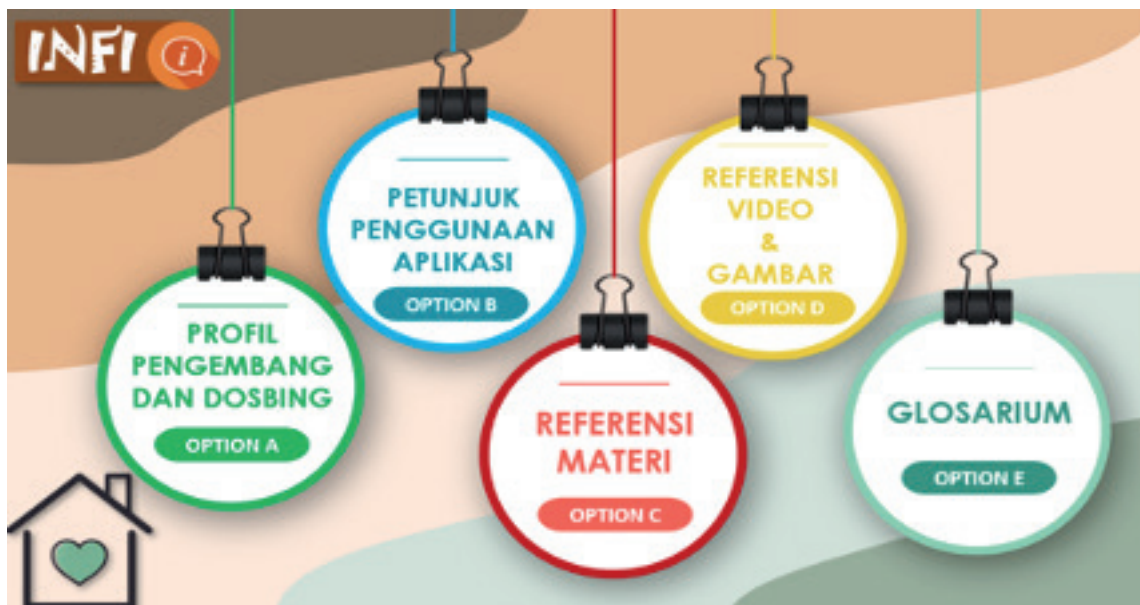 INFI
i
PROFIL
PENGEMBANG
DAN DOSBING
OPTION A
PETUNJUK
PENGGUNAAN
APLIKASI
OPTION B
REFERENSI
MATERI
OPTION C
REFERENSI
VIDEO
&
GAMBAR
OPTION D
GLOSARIUM
OPTION E